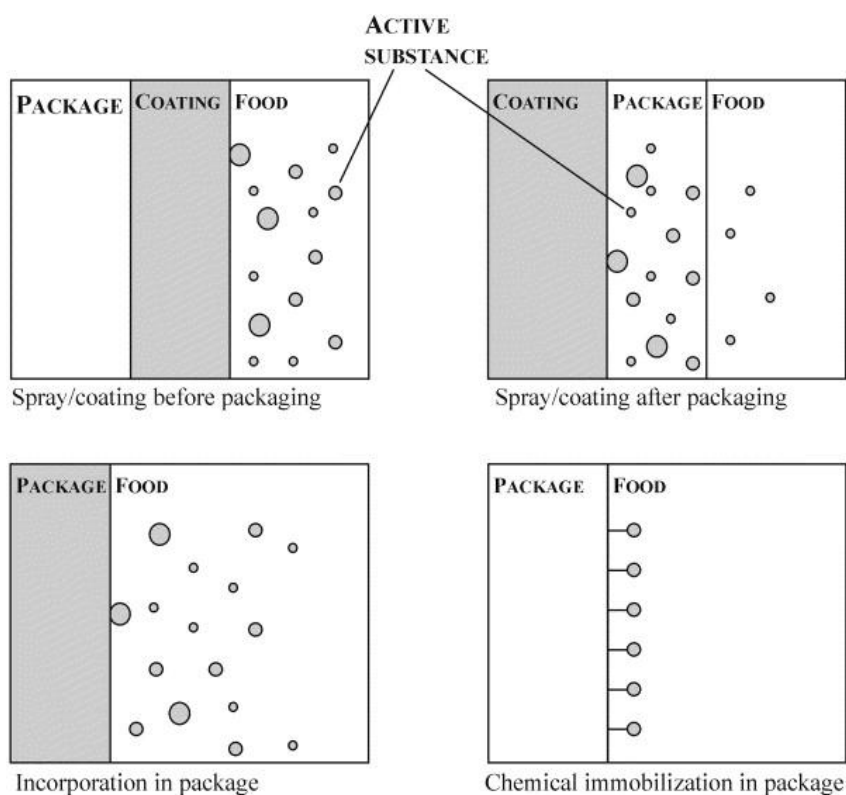 ACTIVE
SUBSTANCE
PACKAGE COATING FOOD
COATING PACKAGE FOOD
Spray/coating before packaging
Spray/coating after packaging
PACKAGE FOOD
PACKAGE FOOD
Incorporation in package
Chemical immobilization in package